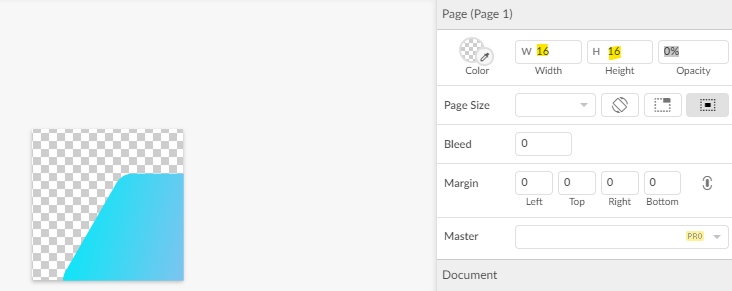 Page (Page 1)
W 16 H 16 0%
Color Width Height Opacity
Page Size
Bleed 0
Margin 0 0 0 0
Left Top Right Bottom
Master PRO
Document